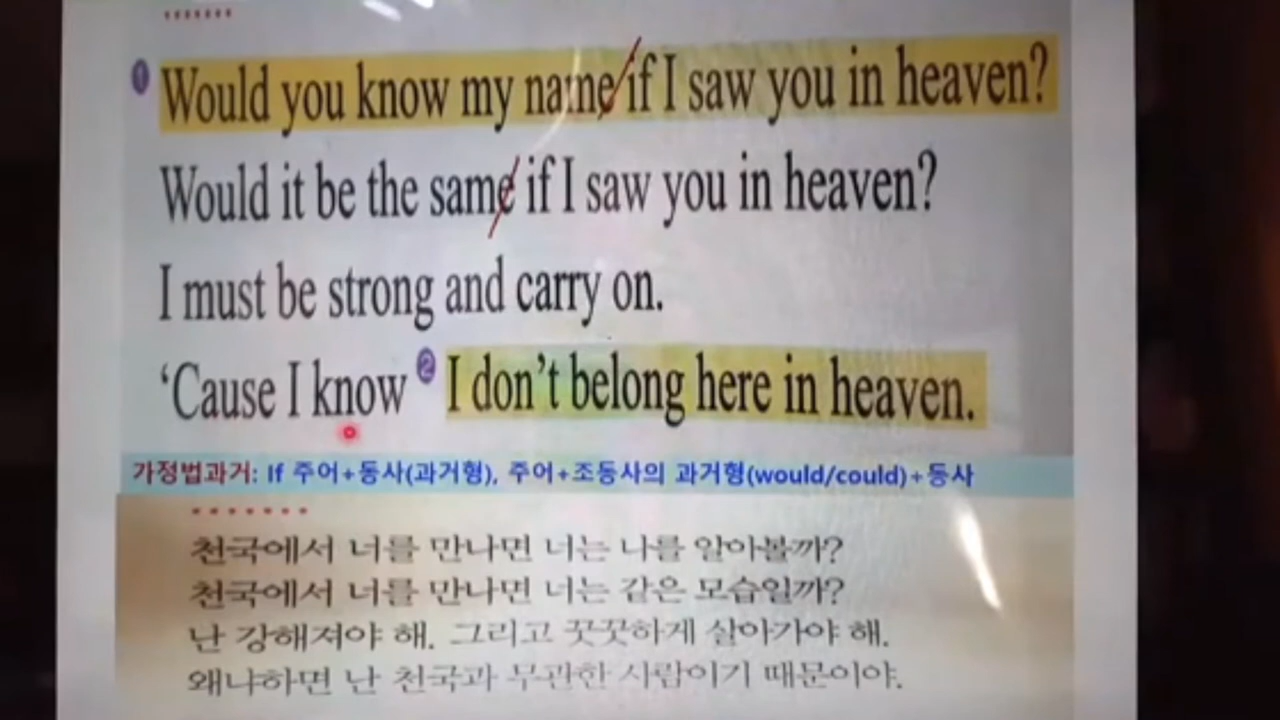 ① Would you know my name if I saw you in heaven?
Would it be the same if I saw you in heaven?
I must be strong and carry on.
‘Cause I know ② I don’t belong here in heaven.
가정법과거: If 주어+동사(과거형), 주어+조동사의 과거형(would/could)+동사
천국에서 너를 만나면 너는 나를 알아볼까?
천국에서 너를 만나면 너는 같은 모습일까?
난 강해져야 해. 그리고 꿋꿋하게 살아가야 해.
왜냐하면 난 천국과 무관한 사람이기 때문이야.